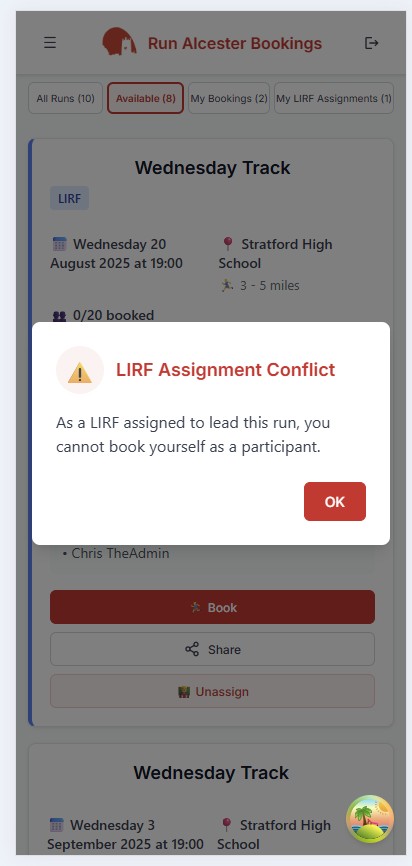 Run Alcester Bookings
All Runs (10) Available (8) My Bookings (2) My LIRF Assignments (1)
Wednesday Track
LIRF
Wednesday 20
August 2025 at 19:00
Stratford High
School
3 - 5 miles
0/20 booked
LIRF Assignment Conflict
As a LIRF assigned to lead this run, you
cannot book yourself as a participant.
OK
• Chris TheAdmin
Book
Share
Unassign
Wednesday Track
Wednesday 3
September 2025 at 19:00
Stratford High
School